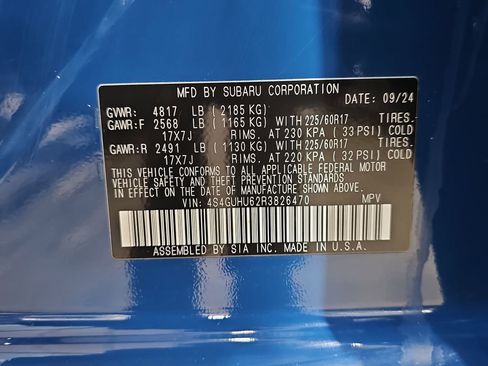 MFD BY SUBARU CORPORATION
DATE: 09/24
GVWR: 4817 LB ( 2185 KG)
GAWR:F 2568 LB ( 1165 KG) WITH 225/60R17 TIRES
17X7J RIMS, AT 230 KPA ( 33 PSI) COLD
GAWR:R 2491 LB ( 1130 KG) WITH 225/60R17 TIRES
17X7J RIMS, AT 220 KPA ( 32 PSI) COLD
THIS VEHICLE CONFORMS TO ALL APPLICABLE FEDERAL MOTOR
VEHICLE SAFETY AND THEFT PREVENTION STANDARDS IN
EFFECT ON THE DATE OF MANUFACTURE SHOWN ABOVE.
VIN: 4S4GUHU62R3826470 MPV
ASSEMBLED BY SIA INC. MADE IN U.S.A.